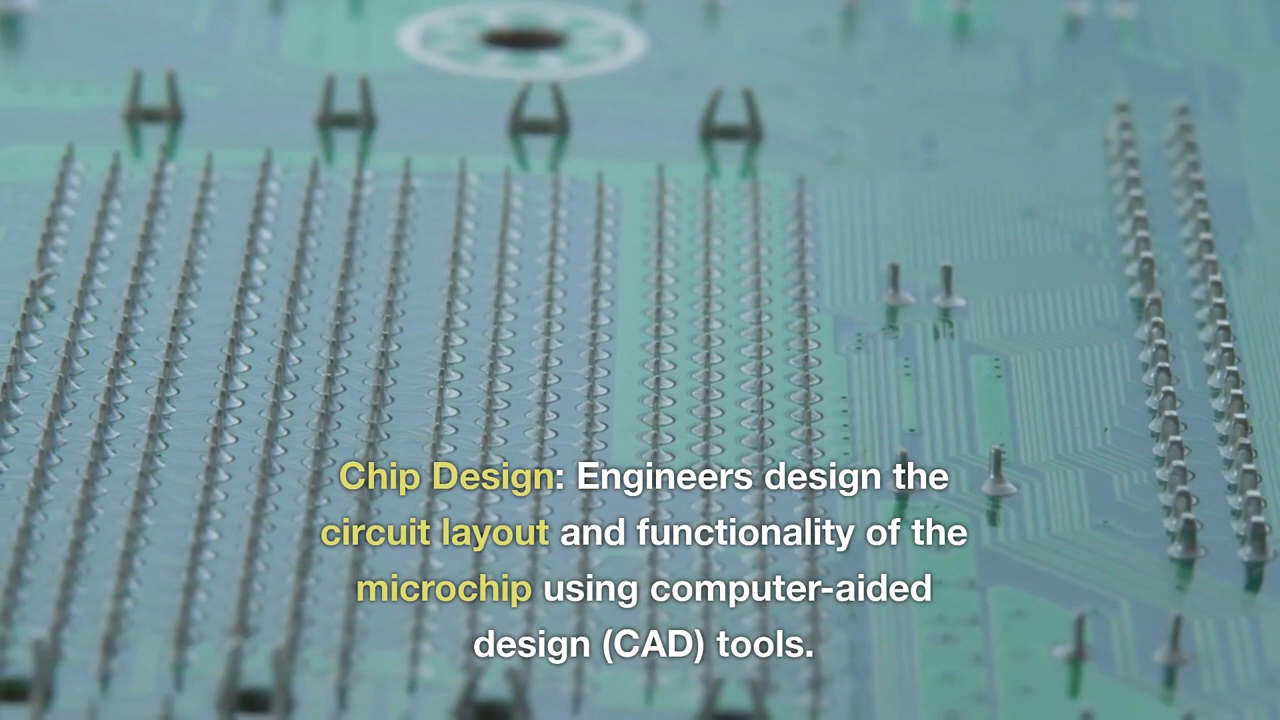 Chip Design: Engineers design the
circuit layout and functionality of the
microchip using computer-aided
design (CAD) tools.